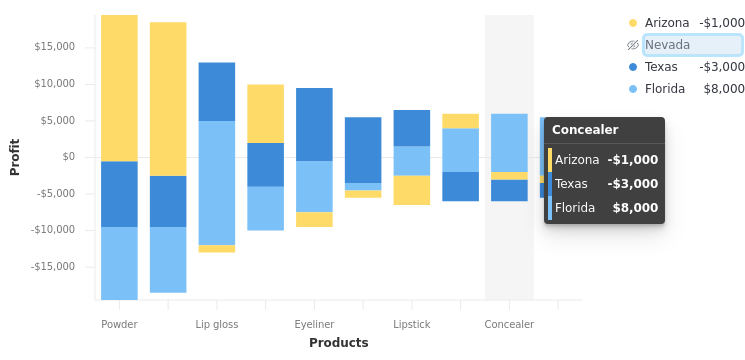 Arizona -$1,000
Nevada
Texas -$3,000
Florida $8,000
$15,000
$10,000
$5,000
$0
-$5,000
-$10,000
-$15,000
Profit
Concealer
Arizona -$1,000
Texas -$3,000
Florida $8,000
Powder Lip gloss Eyeliner Lipstick Concealer
Products